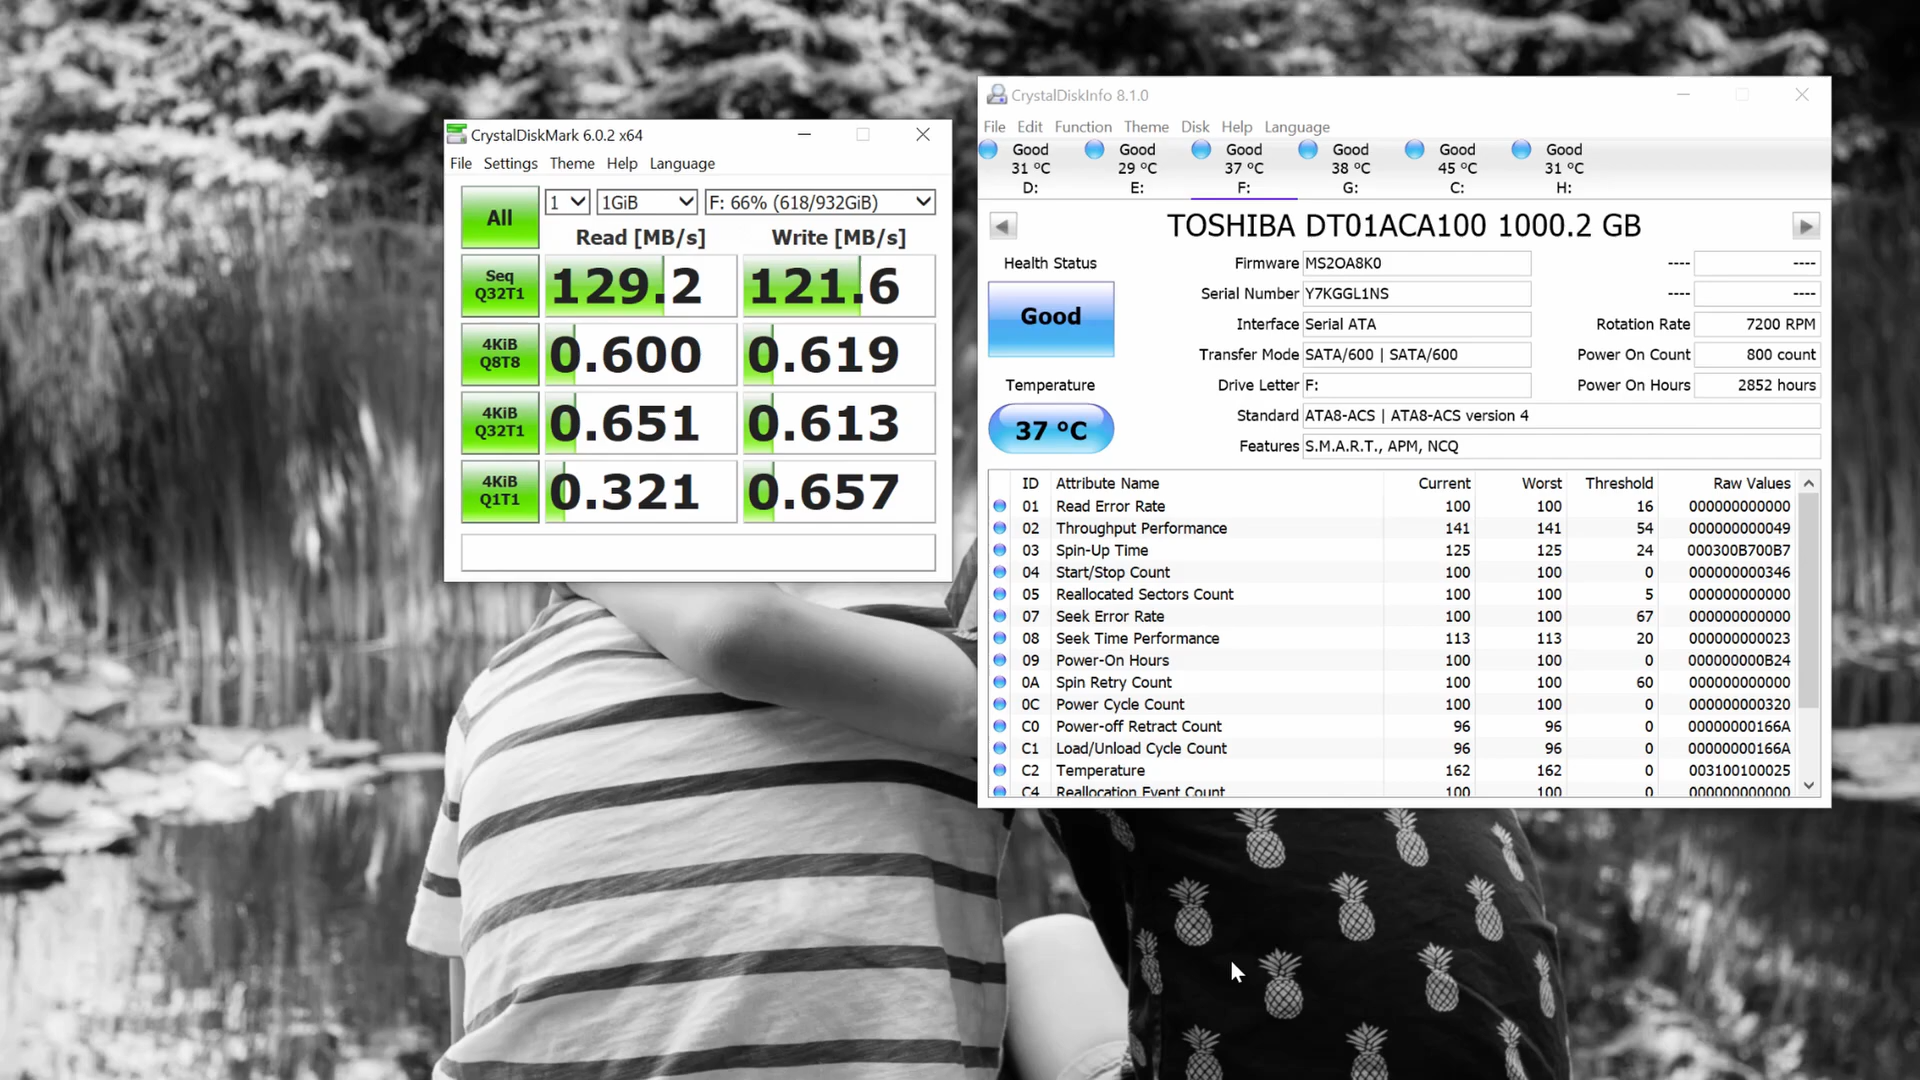 CrystalDiskMark 6.0.2 x64
File Settings Theme Help Language
All 1 1GiB F: 66% (618/932GiB)
Read [MB/s] Write [MB/s]
Seq Q32T1 129.2 121.6
4KiB Q8T8 0.600 0.619
4KiB Q32T1 0.651 0.613
4KiB Q1T1 0.321 0.657
CrystalDiskInfo 8.1.0
File Edit Function Theme Disk Help Language
Good Good Good Good Good Good
31 °C 29 °C 37 °C 38 °C 45 °C 31 °C
D: E: F: G: C: H:
TOSHIBA DT01ACA100 1000.2 GB
Health Status Firmware MS2OA8K0 ---- ----
Serial Number Y7KGGL1NS ---- ----
Good Interface Serial ATA Rotation Rate 7200 RPM
Transfer Mode SATA/600 | SATA/600 Power On Count 800 count
Temperature Drive Letter F: Power On Hours 2852 hours
37 °C Standard ATA8-ACS | ATA8-ACS version 4
Features S.M.A.R.T., APM, NCQ
ID Attribute Name Current Worst Threshold Raw Values
01 Read Error Rate 100 100 16 000000000000
02 Throughput Performance 141 141 54 000000000049
03 Spin-Up Time 125 125 24 000300B700B7
04 Start/Stop Count 100 100 0 000000000346
05 Reallocated Sectors Count 100 100 5 000000000000
07 Seek Error Rate 100 100 67 000000000000
08 Seek Time Performance 113 113 20 000000000023
09 Power-On Hours 100 100 0 000000000B24
0A Spin Retry Count 100 100 60 000000000000
0C Power Cycle Count 100 100 0 000000000320
C0 Power-off Retract Count 96 96 0 00000000166A
C1 Load/Unload Cycle Count 96 96 0 00000000166A
C2 Temperature 162 162 0 003100100025
C4 Reallocation Event Count 100 100 0 000000000000